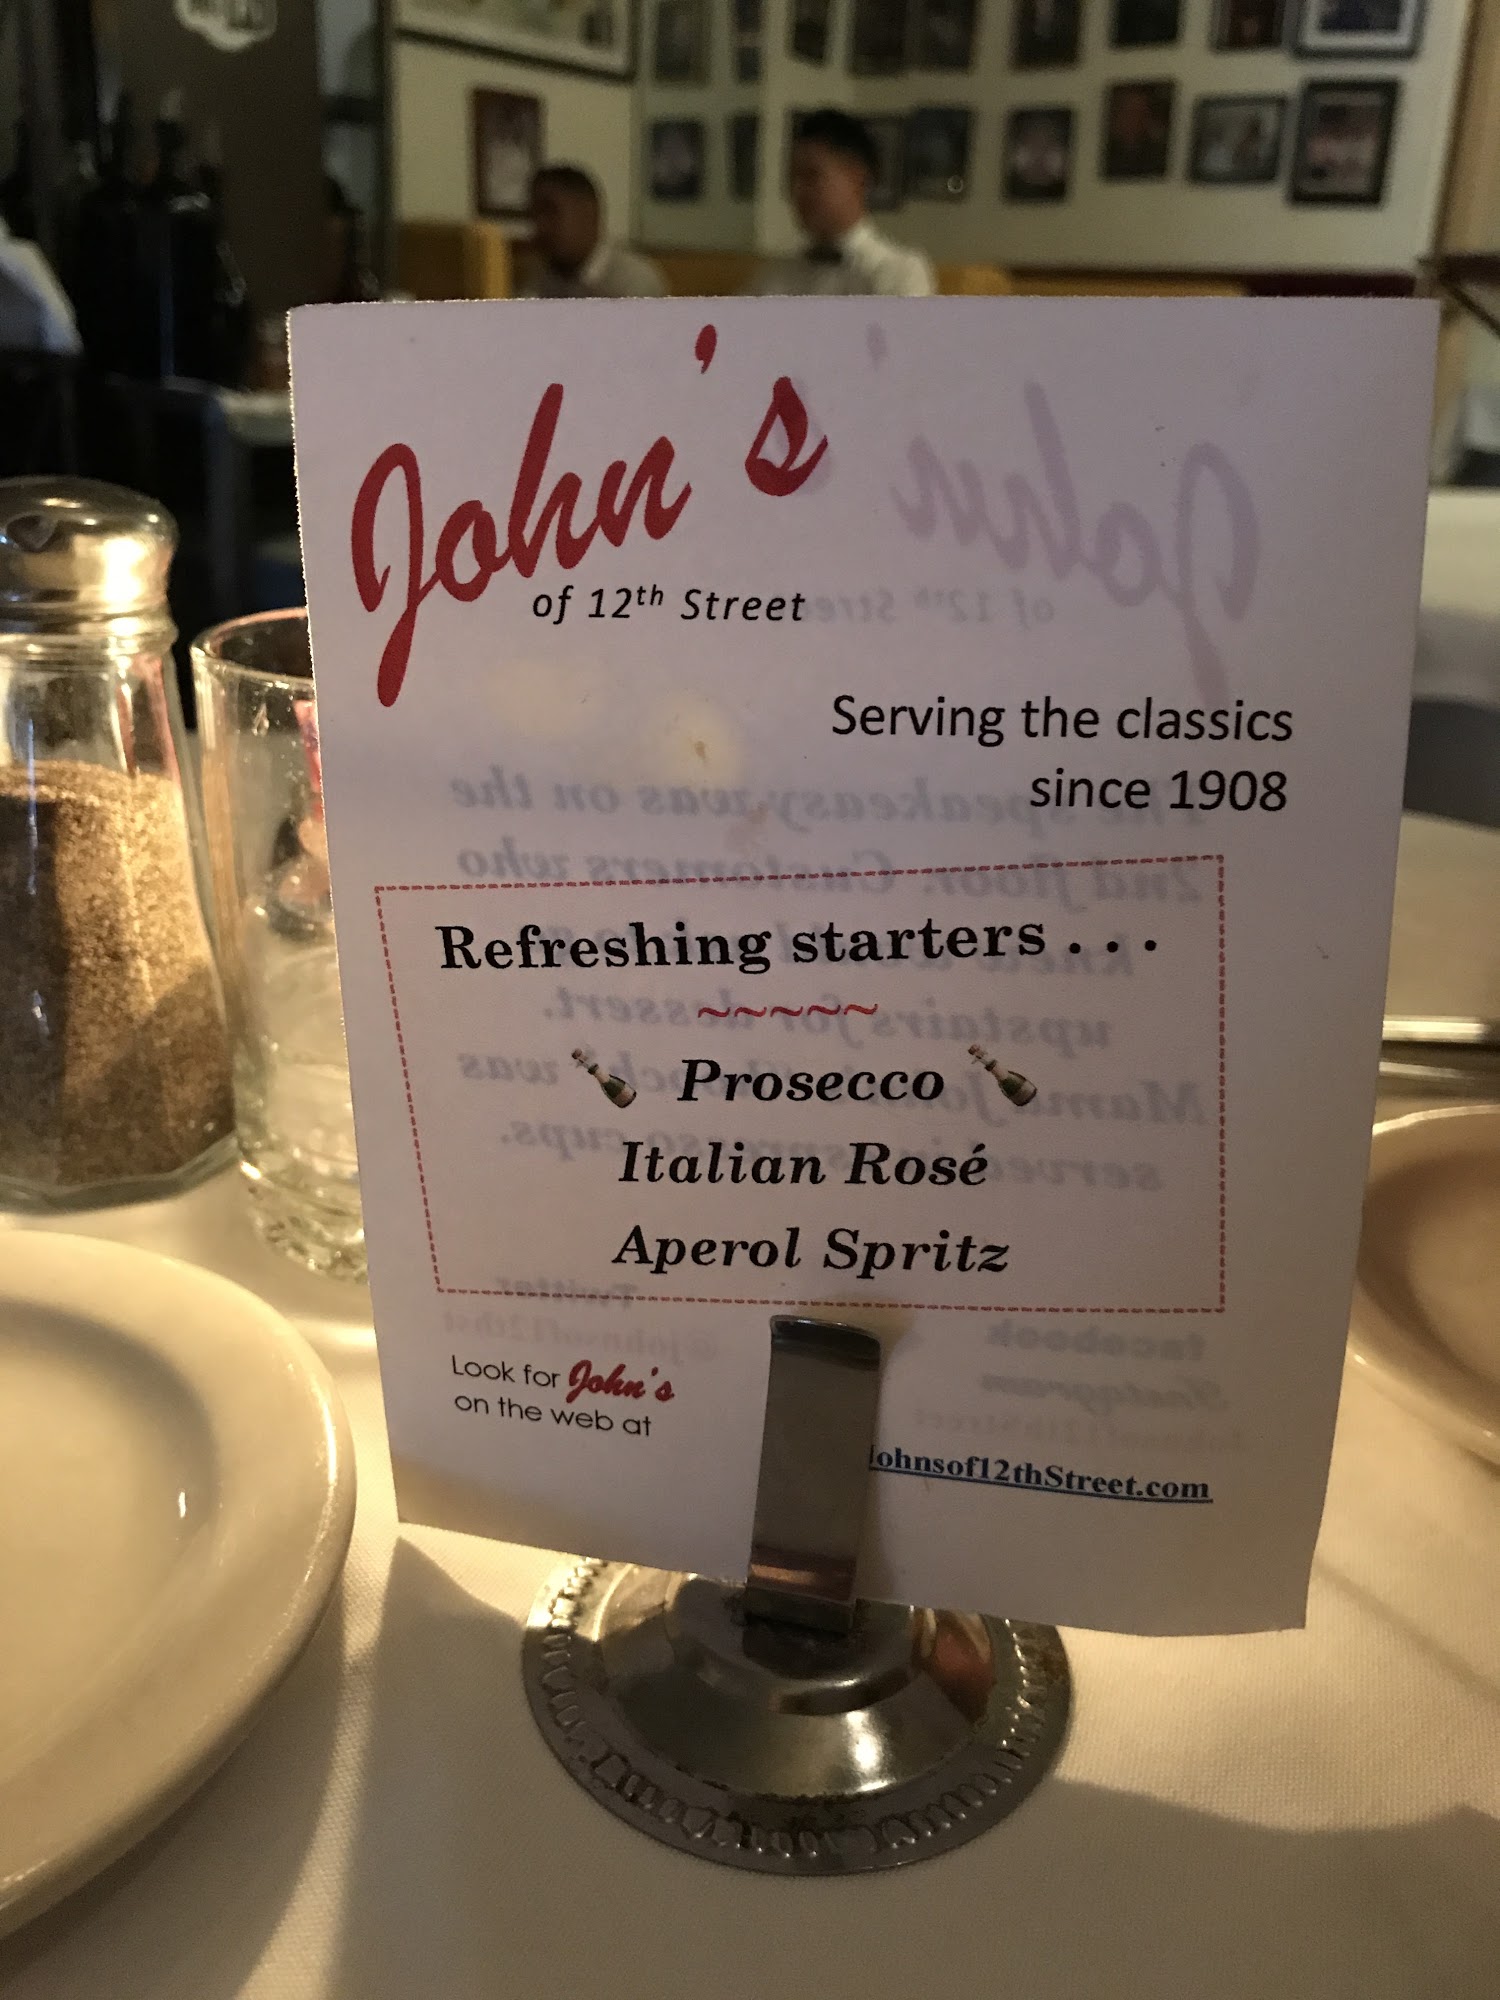 John's
of 12th Street
Serving the classics
since 1908
Refreshing starters . . .
~~~~~
Prosecco
Italian Rosé
Aperol Spritz
Look for John's
on the web at
Johnsofl2thStreet.com